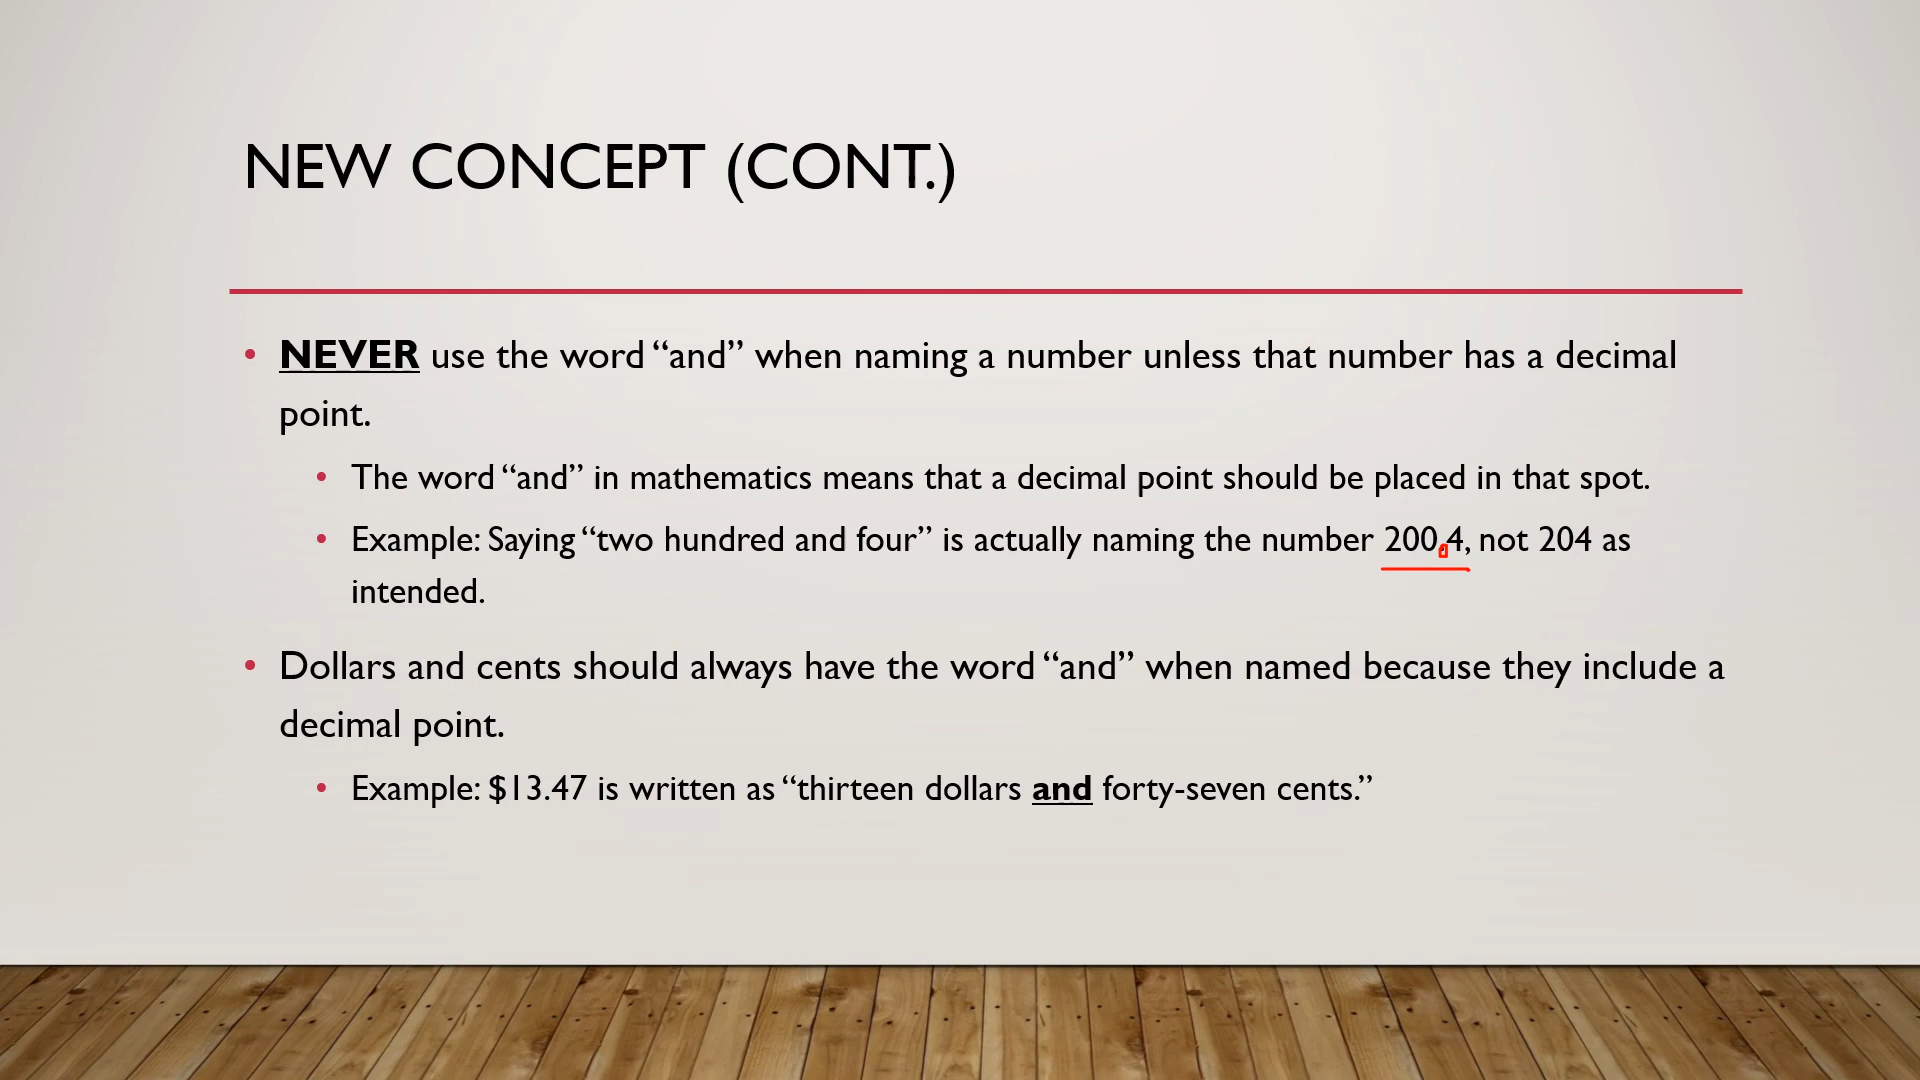 NEW CONCEPT (CONT.)
• NEVER use the word “and” when naming a number unless that number has a decimal
point.
• The word “and” in mathematics means that a decimal point should be placed in that spot.
• Example: Saying “two hundred and four” is actually naming the number 200.4, not 204 as
intended.
• Dollars and cents should always have the word “and” when named because they include a
decimal point.
• Example: $13.47 is written as “thirteen dollars and forty-seven cents.”